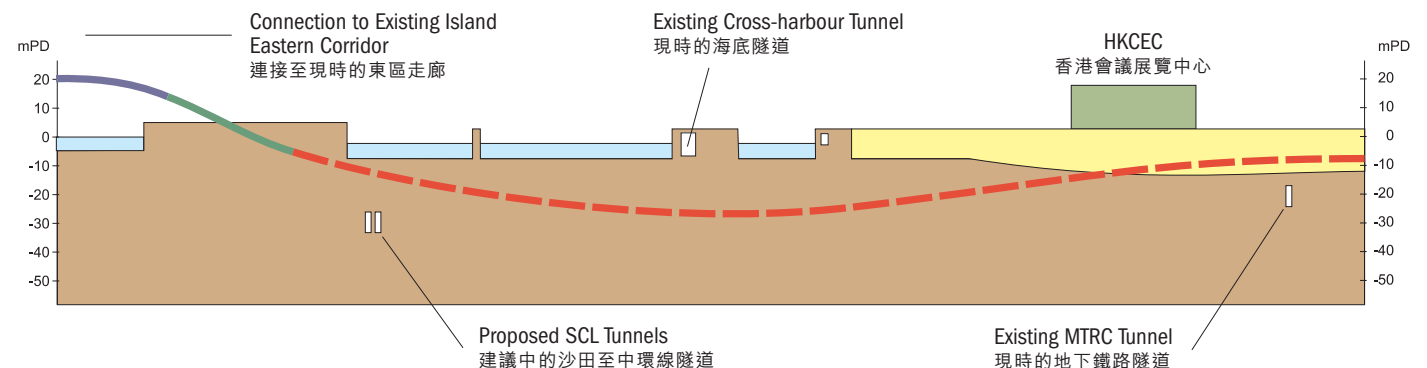 Connection to Existing Island
Eastern Corridor
連接至現時的東區走廊
Existing Cross-harbour Tunnel
現時的海底隧道
HKCEC
香港會議展覽中心
mPD
20
10
0
-10
-20
-30
-40
-50
mPD
20
10
0
-10
-20
-30
-40
-50
Proposed SCL Tunnels
建議中的沙田至中環線隧道
Existing MTRC Tunnel
現時的地下鐵路隧道